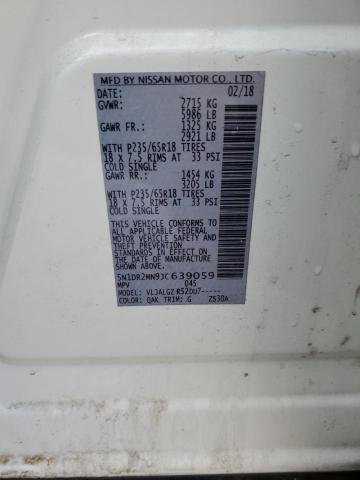 MFD BY NISSAN MOTOR CO., LTD.
DATE: 02/18
GVWR: 2715 KG
5986 LB
GAWR FR: 1325 KG
2921 LB
WITH P235/65R18 TIRES
18 X 7.5 RIMS AT 33 PSI
COLD SINGLE
GAWR RR: 1454 KG
3205 LB
WITH P235/65R18 TIRES
18 X 7.5 RIMS AT 33 PSI
COLD SINGLE
THIS VEHICLE CONFORMS TO ALL
APPLICABLE FEDERAL MOTOR
VEHICLE SAFETY AND THEFT
PREVENTION STANDARDS IN
EFFECT ON THE DATE OF
MANUFACTURE SHOWN ABOVE.
5N1DR2MN9JC639059
MPV 045
MODEL: VLJALGZ R52DU7-----
COLOR: QAK TRIM: G Z530A